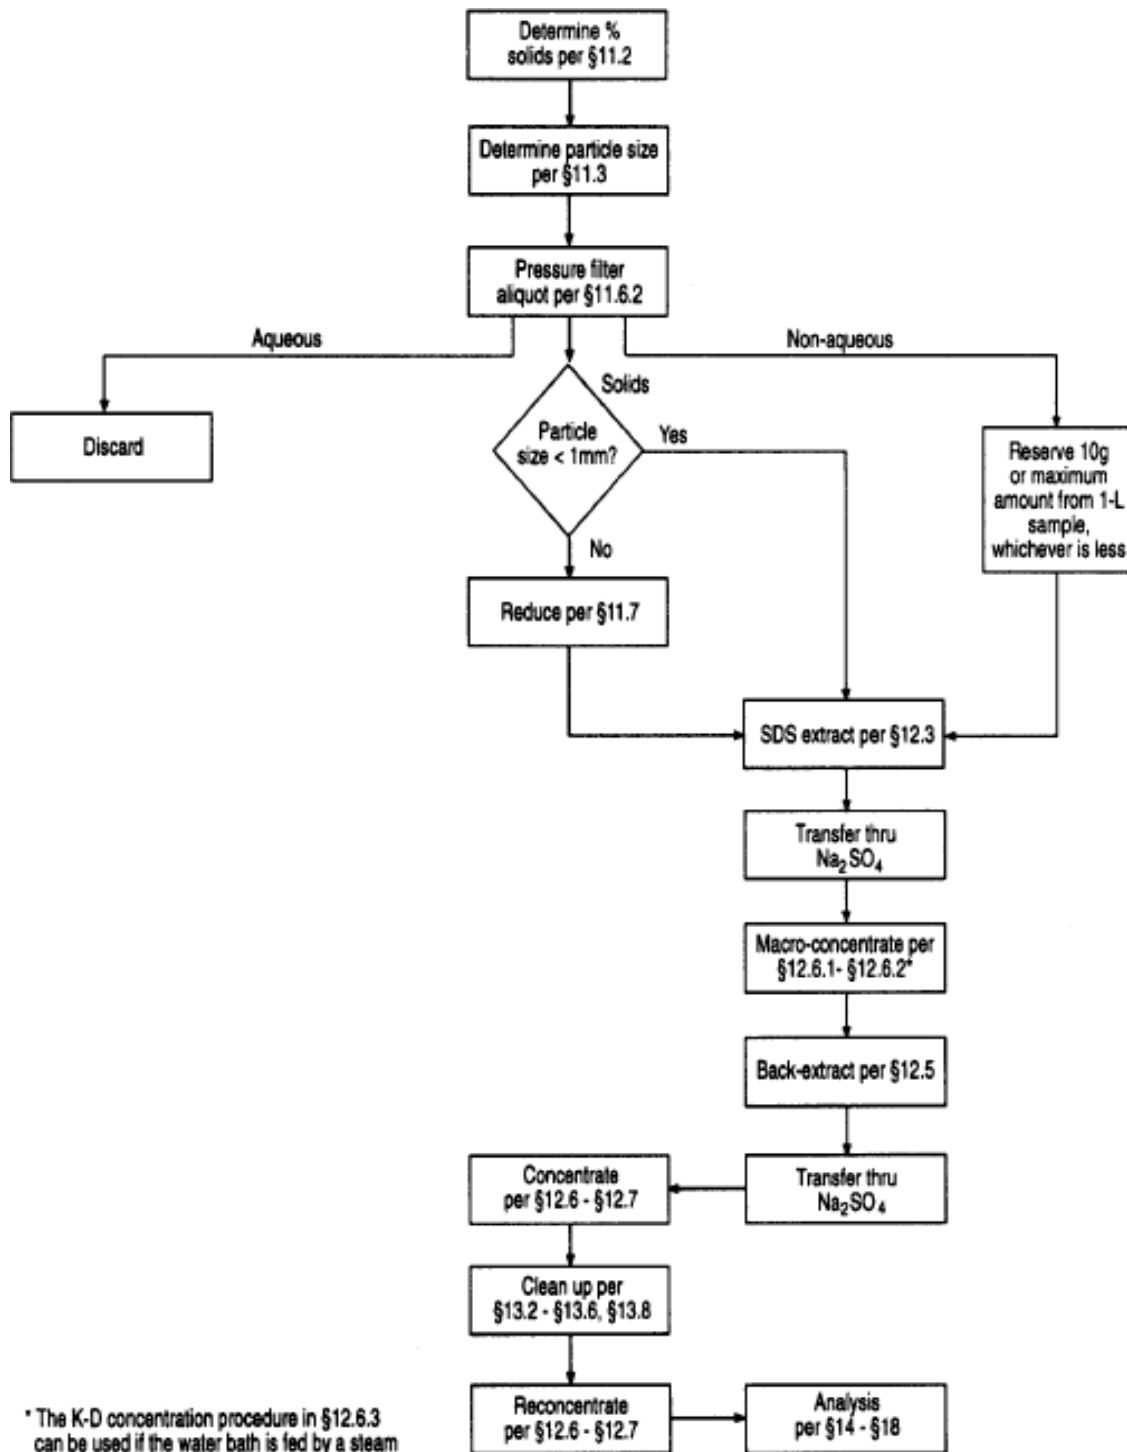 Determine %
solids per §11.2
Determine particle size
per §11.3
Pressure filter
aliquot per §11.6.2
Aqueous
Non-aqueous
Solids
Discard
Particle
size < 1mm?
Yes
No
Reserve 10g
or maximum
amount from 1-L
sample,
whichever is less
Reduce per §11.7
SDS extract per §12.3
Transfer thru
Na₂SO₄
Macro-concentrate per
§12.6.1- §12.6.2*
Back-extract per §12.5
Transfer thru
Na₂SO₄
Concentrate
per §12.6 - §12.7
Clean up per
§13.2 - §13.6, §13.8
Reconcentrate
per §12.6 - §12.7
Analysis
per §14 - §18
* The K-D concentration procedure in §12.6.3
can be used if the water bath is fed by a steam